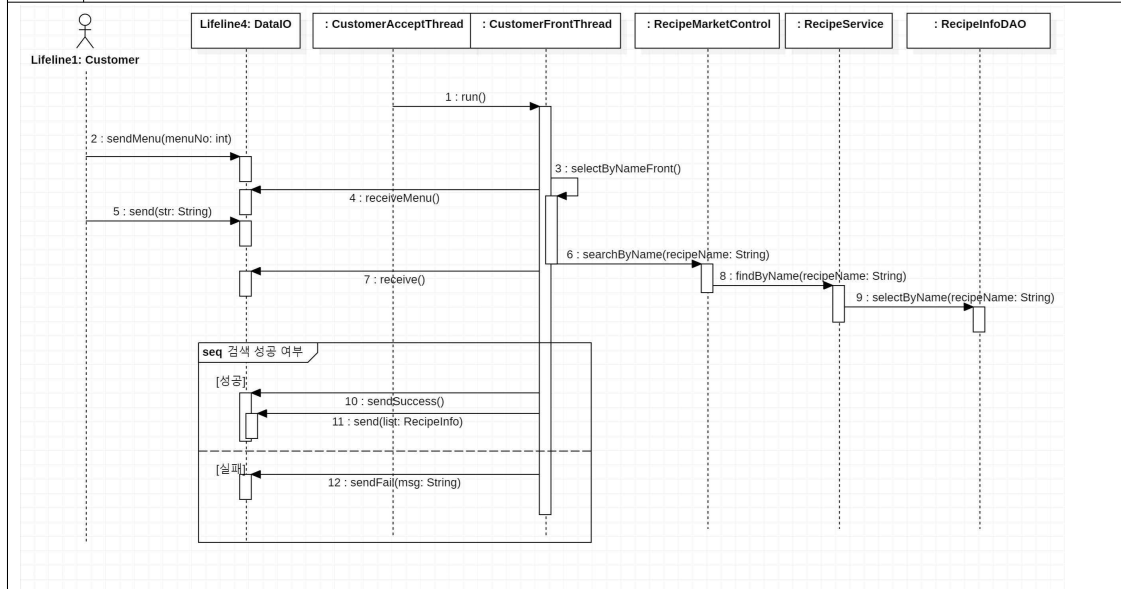 Lifeline1: Customer
Lifeline4: DataIO
: CustomerAcceptThread
: CustomerFrontThread
: RecipeMarketControl
: RecipeService
: RecipeInfoDAO
1 : run()
2 : sendMenu(menuNo: int)
3 : selectByNameFront()
4 : receiveMenu()
5 : send(str: String)
6 : searchByName(recipeName: String)
7 : receive()
8 : findByName(recipeName: String)
9 : selectByName(recipeName: String)
seq 검색 성공 여부
[성공]
10 : sendSuccess()
11 : send(list: RecipeInfo)
[실패]
12 : sendFail(msg: String)